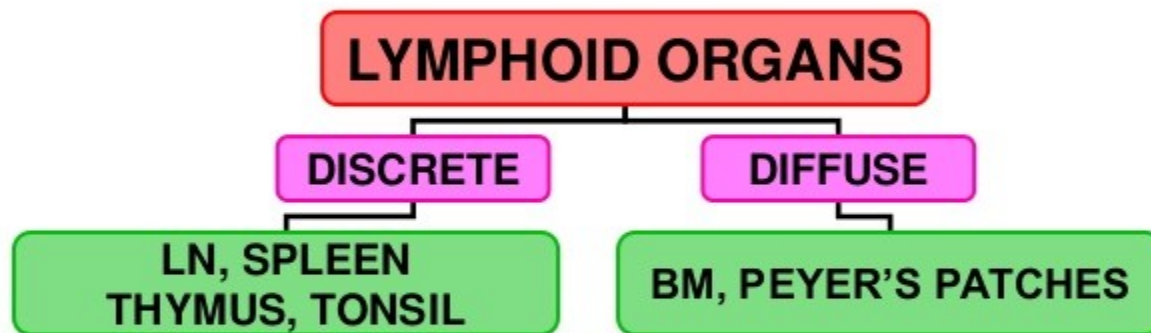 LYMPHOID ORGANS
DISCRETE
DIFFUSE
LN, SPLEEN
THYMUS, TONSIL
BM, PEYER'S PATCHES